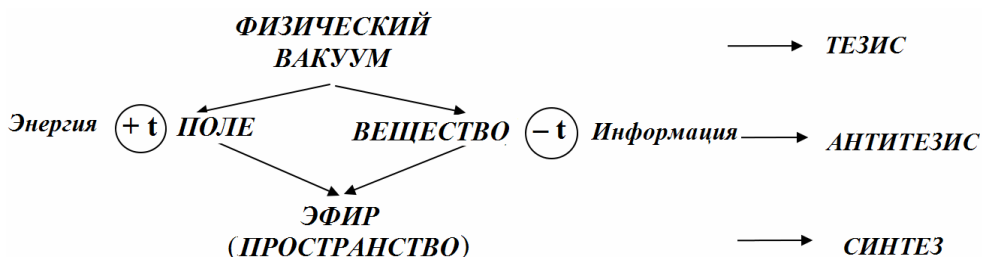 ФИЗИЧЕСКИЙ
ВАКУУМ
ТЕЗИС
Энергия + t ПОЛЕ ВЕЩЕСТВО – t Информация АНТИТЕЗИС
ЭФИР
(ПРОСТРАНСТВО)
СИНТЕЗ